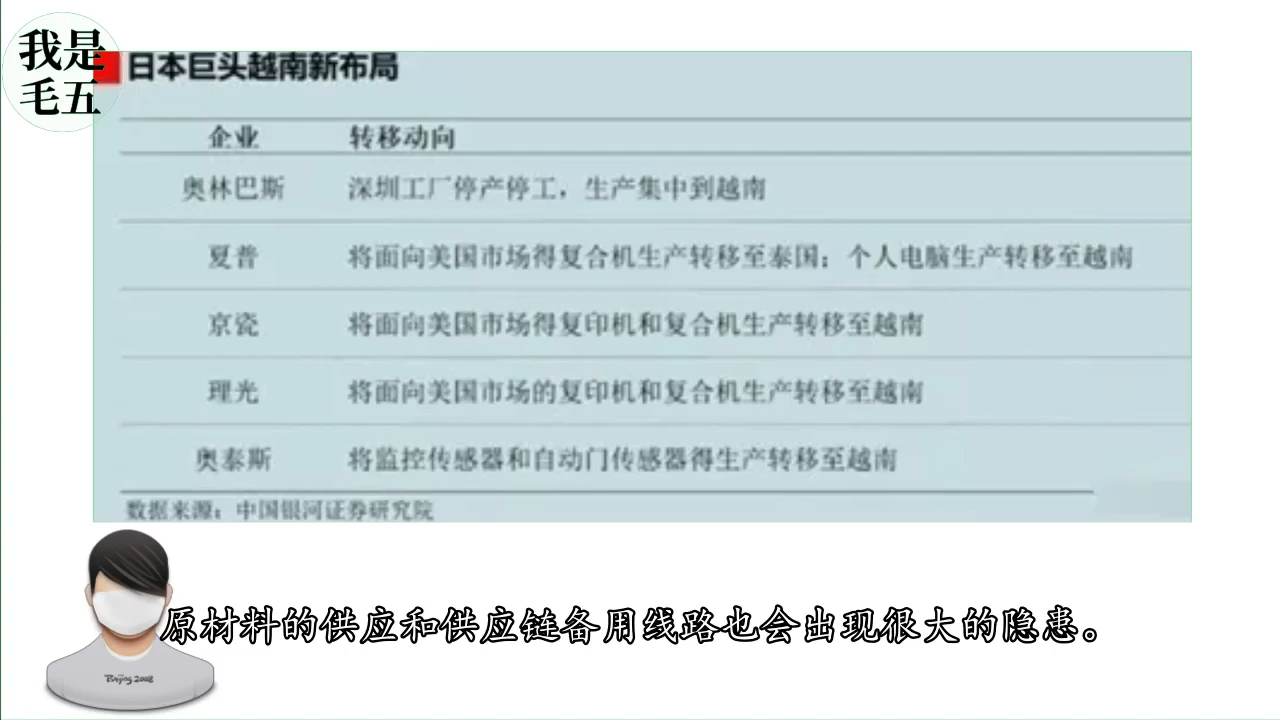 我是
毛五
日本巨头越南新布局
企业 转移动向
奥林巴斯 深圳工厂停产停工，生产集中到越南
夏普 将面向美国市场得复合机生产转移至泰国；个人电脑生产转移至越南
京瓷 将面向美国市场得复印机和复合机生产转移至越南
理光 将面向美国市场的复印机和复合机生产转移至越南
奥泰斯 将监控传感器和自动门传感器得生产转移至越南
数据来源：中国银河证券研究院
原材料的供应和供应链备用线路也会出现很大的隐患。
Beijing 2008